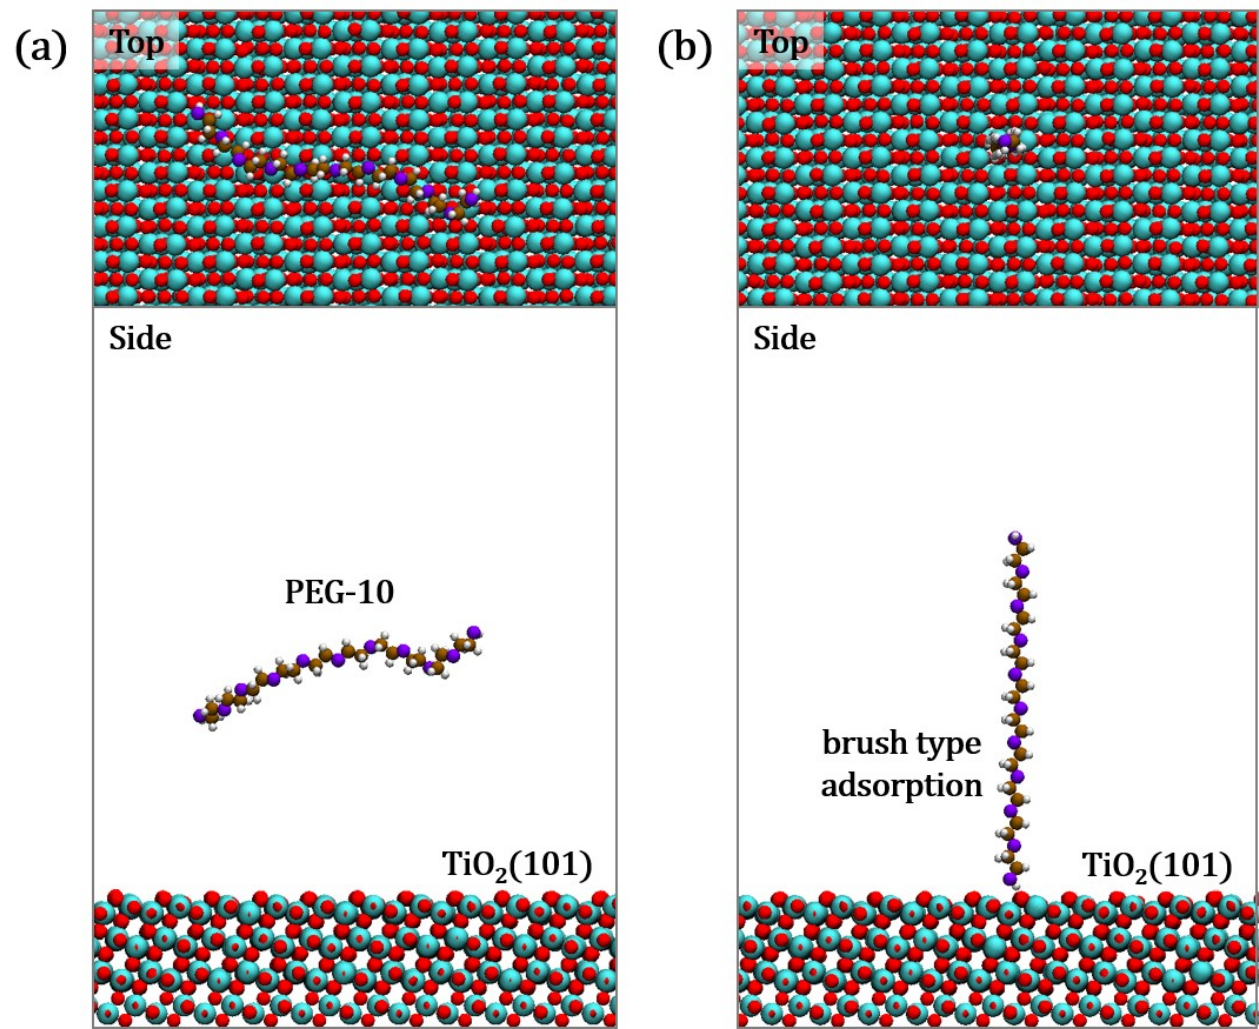 (a)
Top
Side
PEG-10
TiO₂(101)
(b)
Top
Side
brush type
adsorption
TiO₂(101)